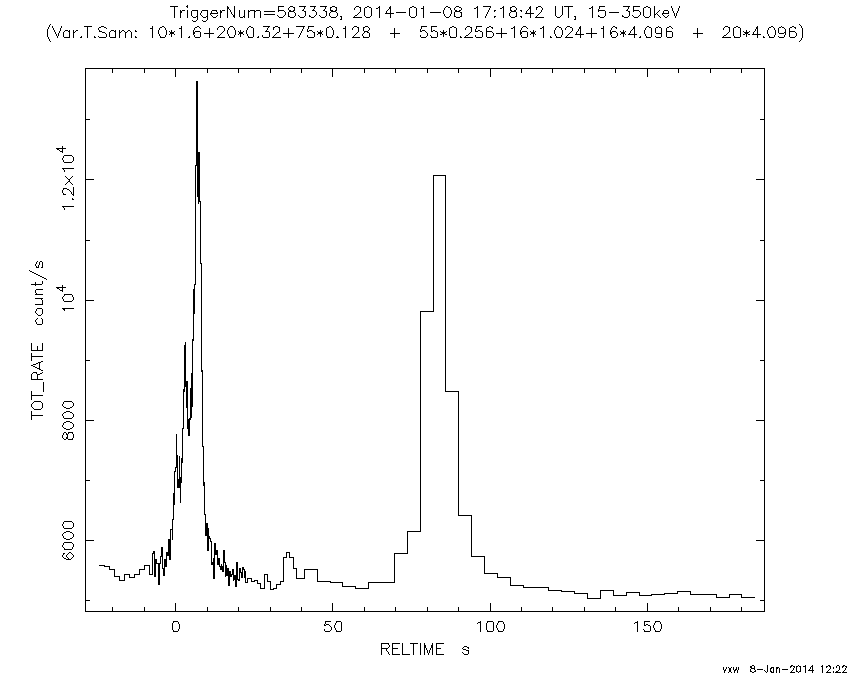 TriggerNum=583338, 2014-01-08 17:18:42 UT, 15-350keV
(Var.T.Sam: 10*1.6+20*0.32+75*0.128 + 55*0.256+16*1.024+16*4.096 + 20*4.096)
TOT_RATE count/s
1.2×10⁴
10⁴
8000
6000
0 50 100 150
RELTIME s
vxw 8-Jan-2014 12:22